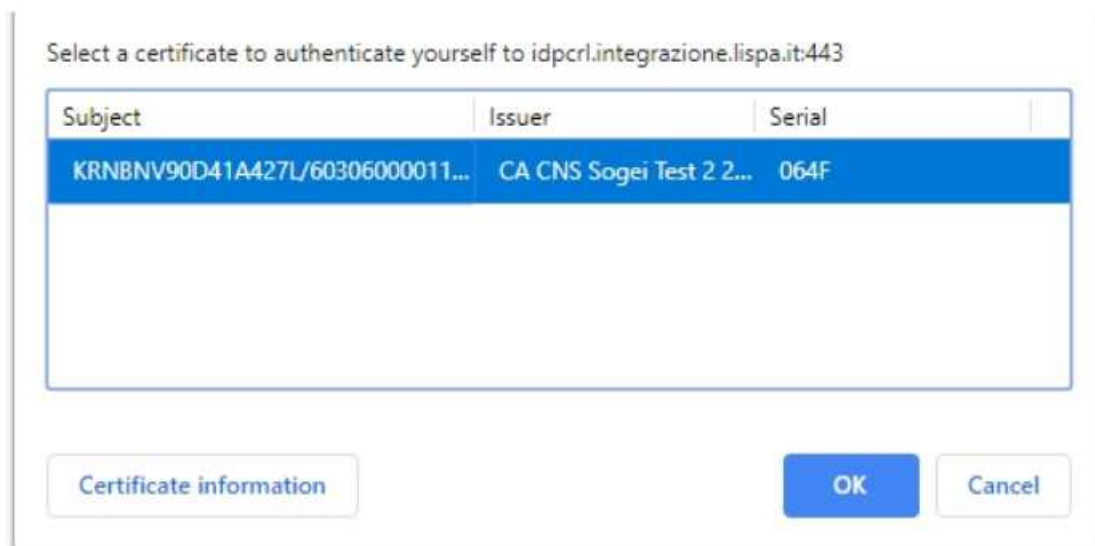 Select a certificate to authenticate yourself to idpcrl.integrazione.lispa.it:443
Subject Issuer Serial
KRNBNV90D41A427L/60306000011... CA CNS Sogei Test 2 2... 064F
Certificate information OK Cancel